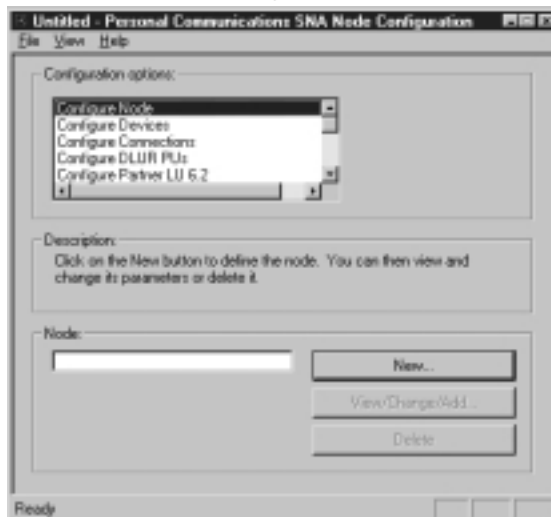 Untitled - Personal Communications SNA Node Configuration
File View Help
Configuration options:
Configure Node
Configure Devices
Configure Connections
Configure DLUR PUs
Configure Partner LU 6.2
Description:
Click on the New button to define the node. You can then view and
change its parameters or delete it.
Node:
New...
View/Change/Add...
Delete
Ready